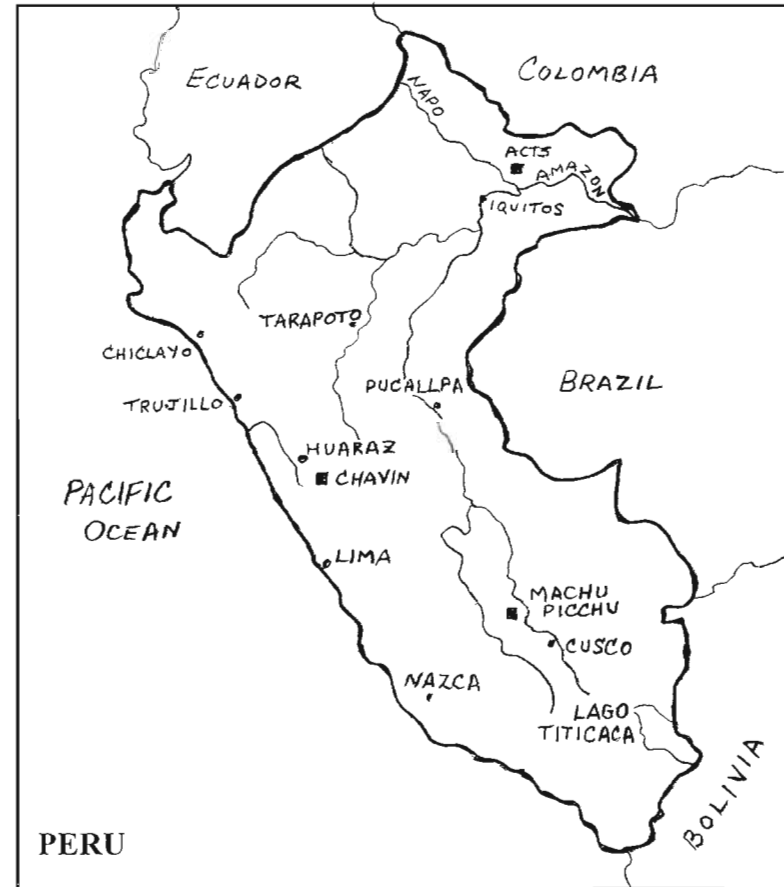 ECUADOR
COLOMBIA
NAPO
ACTS
AMAZON
IQUITOS
TARAPOTO
CHICLAYO
PUCALLPA
BRAZIL
TRUJILLO
HUARAZ
CHAVIN
PACIFIC
OCEAN
LIMA
MACHU
PICCHU
CUSCO
NAZCA
LAGO
TITICACA
BOLIVIA
PERU